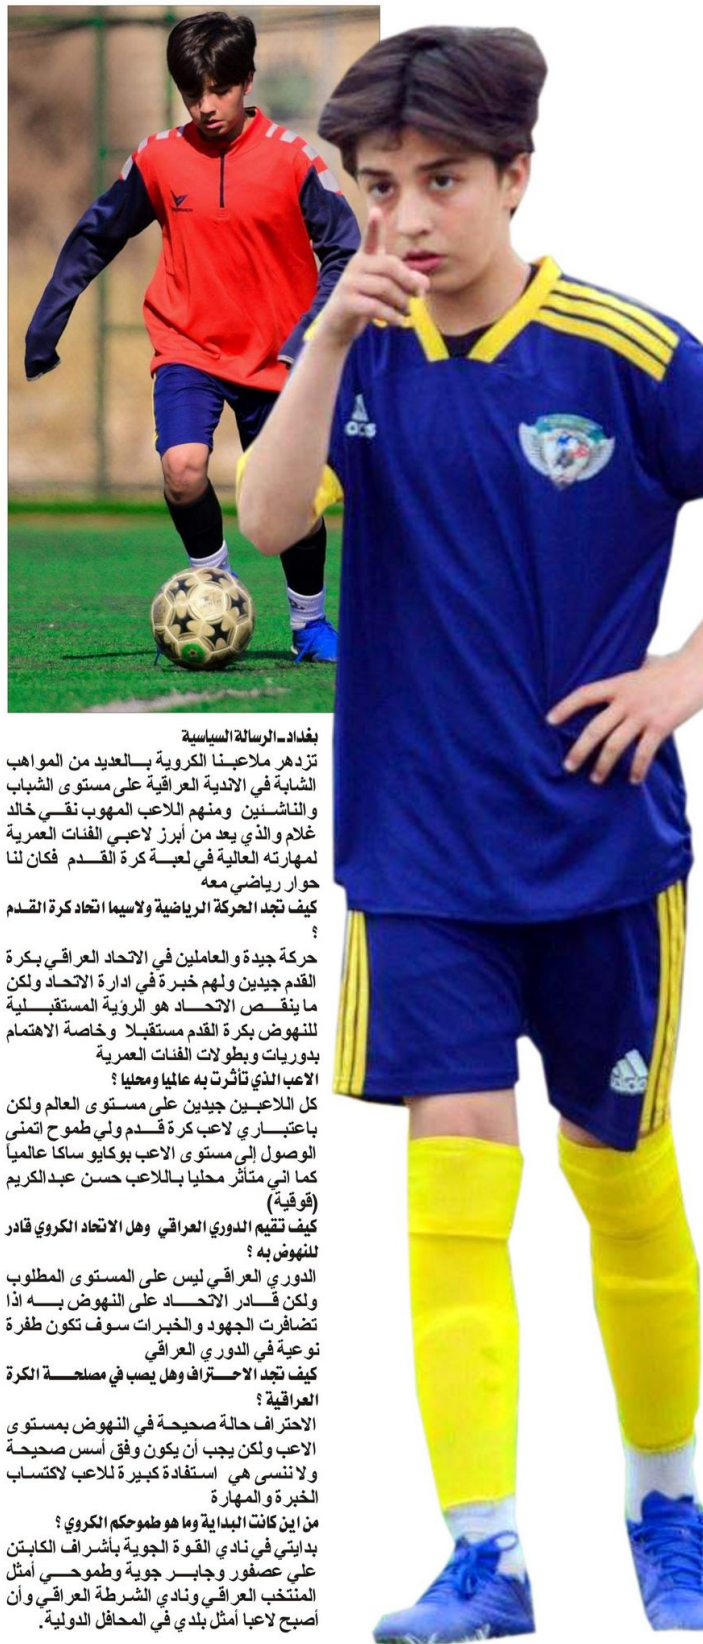 بغداد ـ الرسالة السياسية
تزدهر ملاعبنا الكروية بالعديد من المواهب
الشابة في الاندية العراقية على مستوى الشباب
والناشئين ومنهم اللاعب المهوب نقي خالد
غلام والذي يعد من أبرز لاعبي الفئات العمرية
لمهارته العالية في لعبة كرة القدم فكان لنا
حوار رياضي معه
كيف تجد الحركة الرياضية ولاسيما اتحاد كرة القدم
؟
حركة جيدة والعاملين في الاتحاد العراقي بكرة
القدم جيدين ولهم خبرة في ادارة الاتحاد ولكن
ما ينقص الاتحاد هو الرؤية المستقبلية
للنهوض بكرة القدم مستقبلا وخاصة الاهتمام
بدوريات وبطولات الفئات العمرية
الاعب الذي تأثرت به عالميا ومحليا ؟
كل اللاعبين جيدين على مستوى العالم ولكن
باعتباري لاعب كرة قدم ولي طموح اتمنى
الوصول إلى مستوى الاعب بوكايو ساكا عالمياً
كما اني متأثر محليا باللاعب حسن عبدالكريم
(قوقية)
كيف تقيم الدوري العراقي وهل الاتحاد الكروي قادر
للنهوض به ؟
الدوري العراقي ليس على المستوى المطلوب
ولكن قادر الاتحاد على النهوض به اذا
تضافرت الجهود والخبرات سوف تكون طفرة
نوعية في الدوري العراقي
كيف تجد الاحتراف وهل يصب في مصلحة الكرة
العراقية ؟
الاحتراف حالة صحيحة في النهوض بمستوى
الاعب ولكن يجب أن يكون وفق أسس صحيحة
ولاننسى هي استفادة كبيرة للاعب لاكتساب
الخبرة والمهارة
من اين كانت البداية وما هو طموحكم الكروي ؟
بدايتي في نادي القوة الجوية بأشراف الكابتن
علي عصفور وجابر جوية وطموحي أمثل
المنتخب العراقي ونادي الشرطة العراقي وأن
أصبح لاعبا أمثل بلدي في المحافل الدولية.
adidas